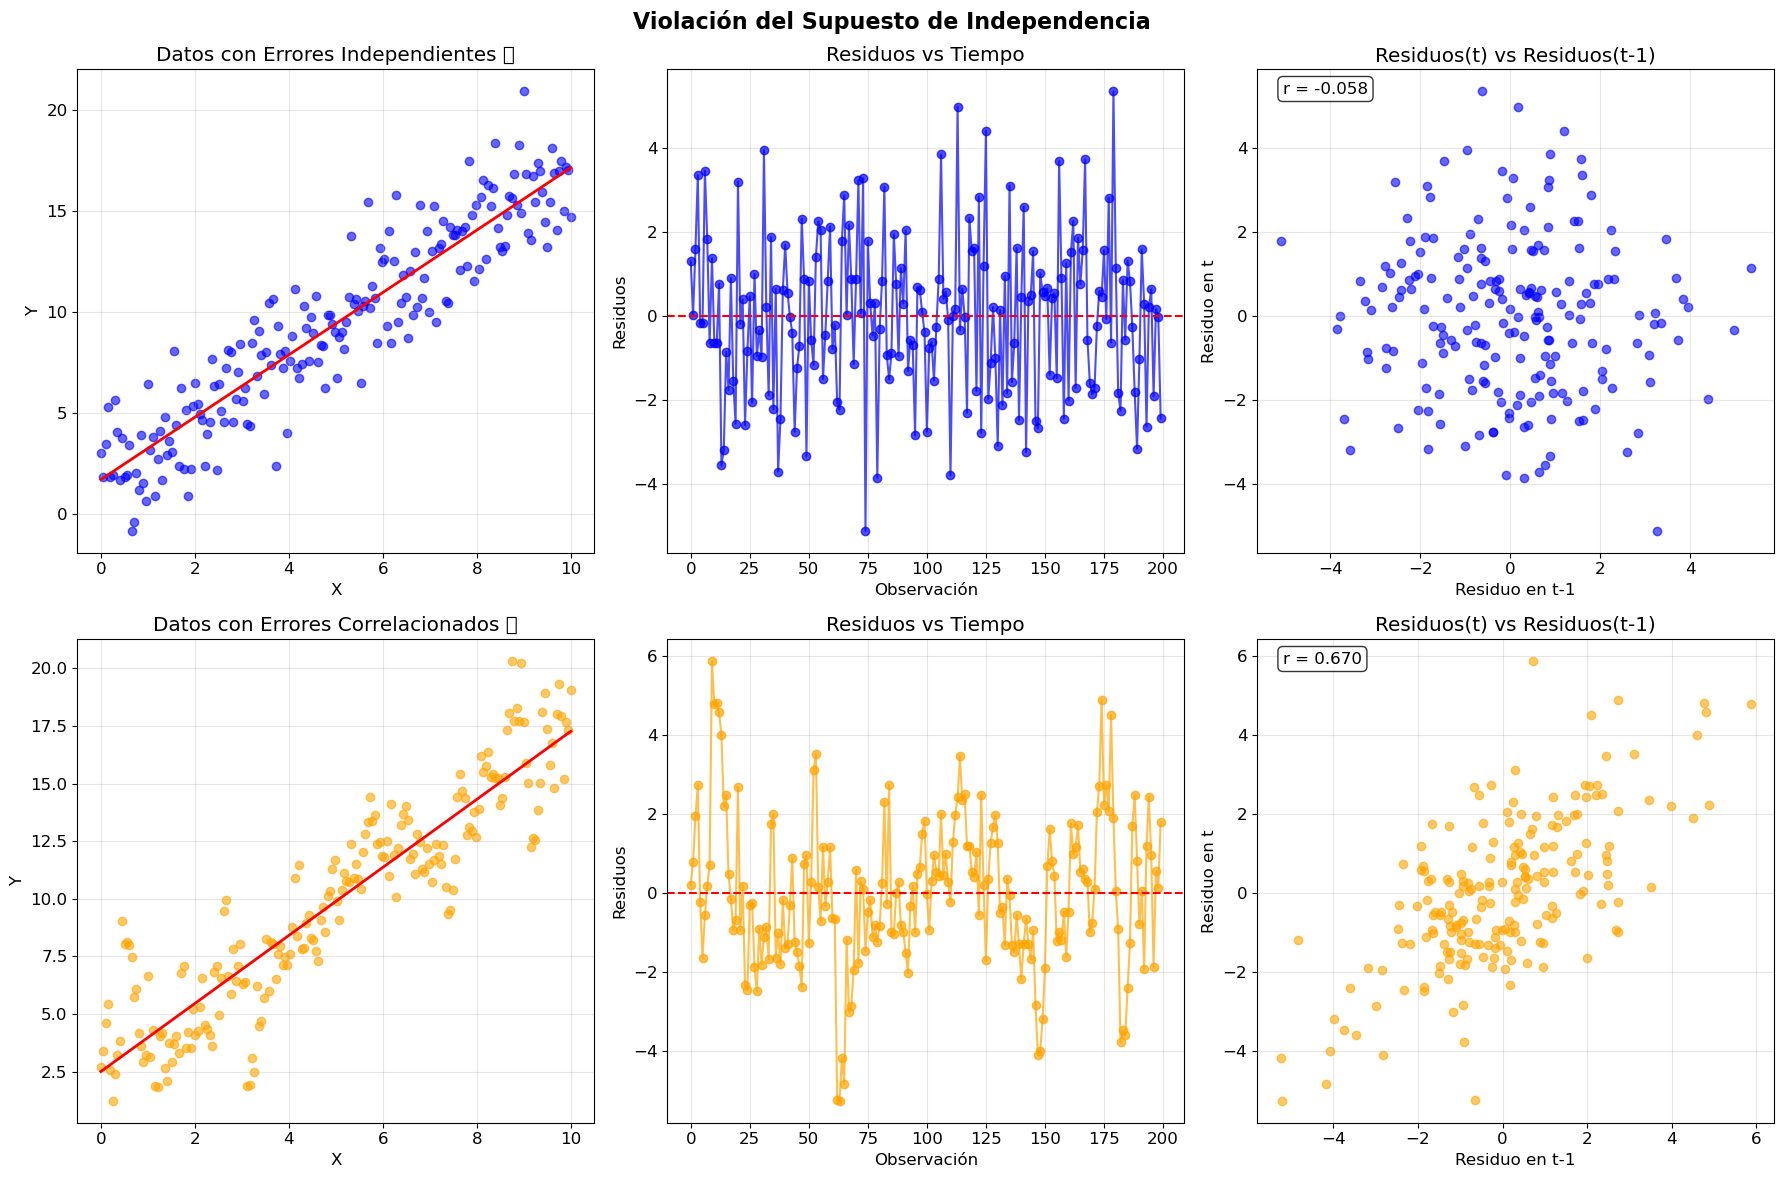 Violación del Supuesto de Independencia
Datos con Errores Independientes
Residuos vs Tiempo
Residuos(t) vs Residuos(t-1)
r = -0.058
20
15
10
5
0
Y
0 2 4 6 8 10
X
4
2
0
−2
−4
Residuos
0 25 50 75 100 125 150 175 200
Observación
4
2
0
−2
−4
Residuo en t
−4 −2 0 2 4
Residuo en t-1
Datos con Errores Correlacionados
Residuos vs Tiempo
Residuos(t) vs Residuos(t-1)
r = 0.670
20.0
17.5
15.0
12.5
10.0
7.5
5.0
2.5
Y
0 2 4 6 8 10
X
6
4
2
0
−2
−4
Residuos
0 25 50 75 100 125 150 175 200
Observación
6
4
2
0
−2
−4
Residuo en t
−4 −2 0 2 4 6
Residuo en t-1